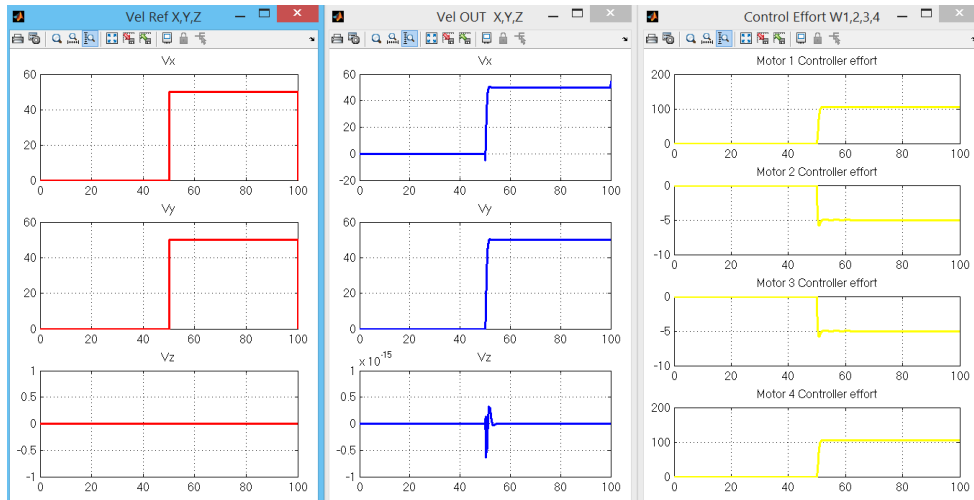 Vel Ref X,Y,Z
Vx
60
40
20
0
0 20 40 60 80 100
Vy
60
40
20
0
0 20 40 60 80 100
Vz
1
0.5
0
-0.5
-1
0 20 40 60 80 100
Vel OUT X,Y,Z
Vx
60
40
20
0
-20
0 20 40 60 80 100
Vy
60
40
20
0
0 20 40 60 80 100
x 10^-15
Vz
1
0.5
0
-0.5
-1
0 20 40 60 80 100
Control Effort W1,2,3,4
Motor 1 Controller effort
200
100
0
0 20 40 60 80 100
Motor 2 Controller effort
0
-5
-10
0 20 40 60 80 100
Motor 3 Controller effort
0
-5
-10
0 20 40 60 80 100
Motor 4 Controller effort
200
100
0
0 20 40 60 80 100